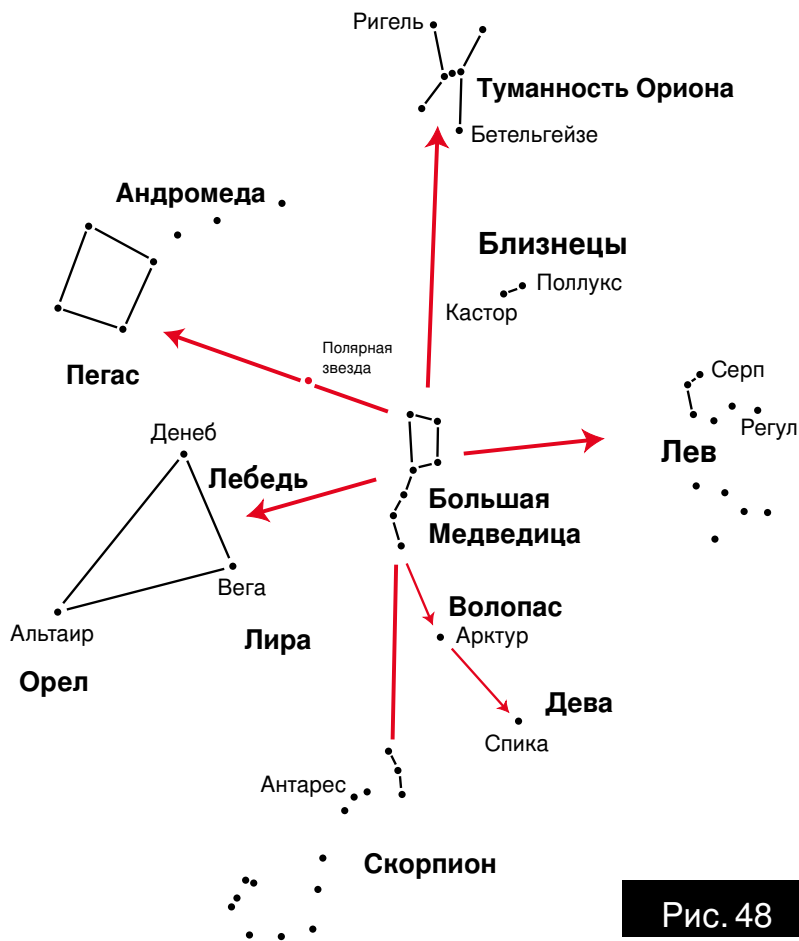 Ригель
Туманность Ориона
Бетельгейзе
Андромеда
Близнецы
Поллукс
Кастор
Полярная
звезда
Пегас
Серп
Регул
Лев
Денеб
Лебедь
Большая
Медведица
Вега
Альтаир
Лира
Орел
Волопас
Арктур
Дева
Спика
Антарес
Скорпион
Рис. 48